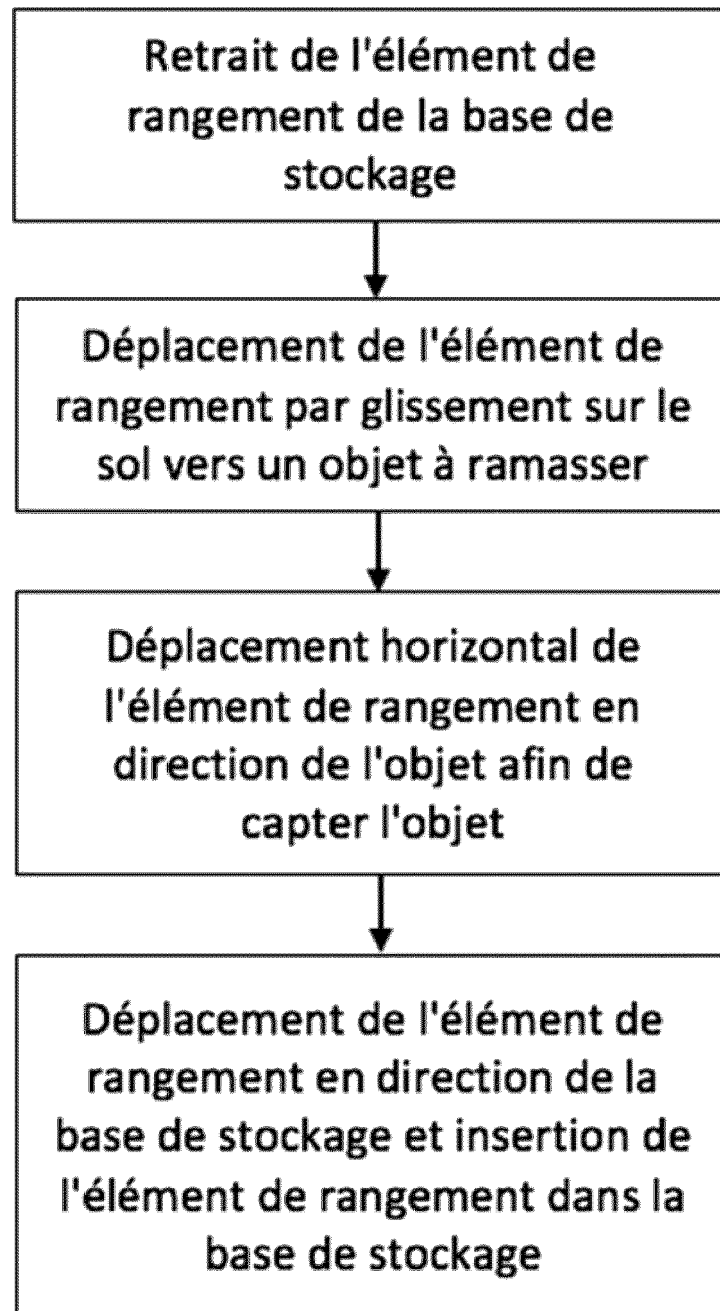 Retrait de l'élément de
rangement de la base de
stockage
Déplacement de l'élément de
rangement par glissement sur le
sol vers un objet à ramasser
Déplacement horizontal de
l'élément de rangement en
direction de l'objet afin de
capter l'objet
Déplacement de l'élément de
rangement en direction de la
base de stockage et insertion de
l'élément de rangement dans la
base de stockage